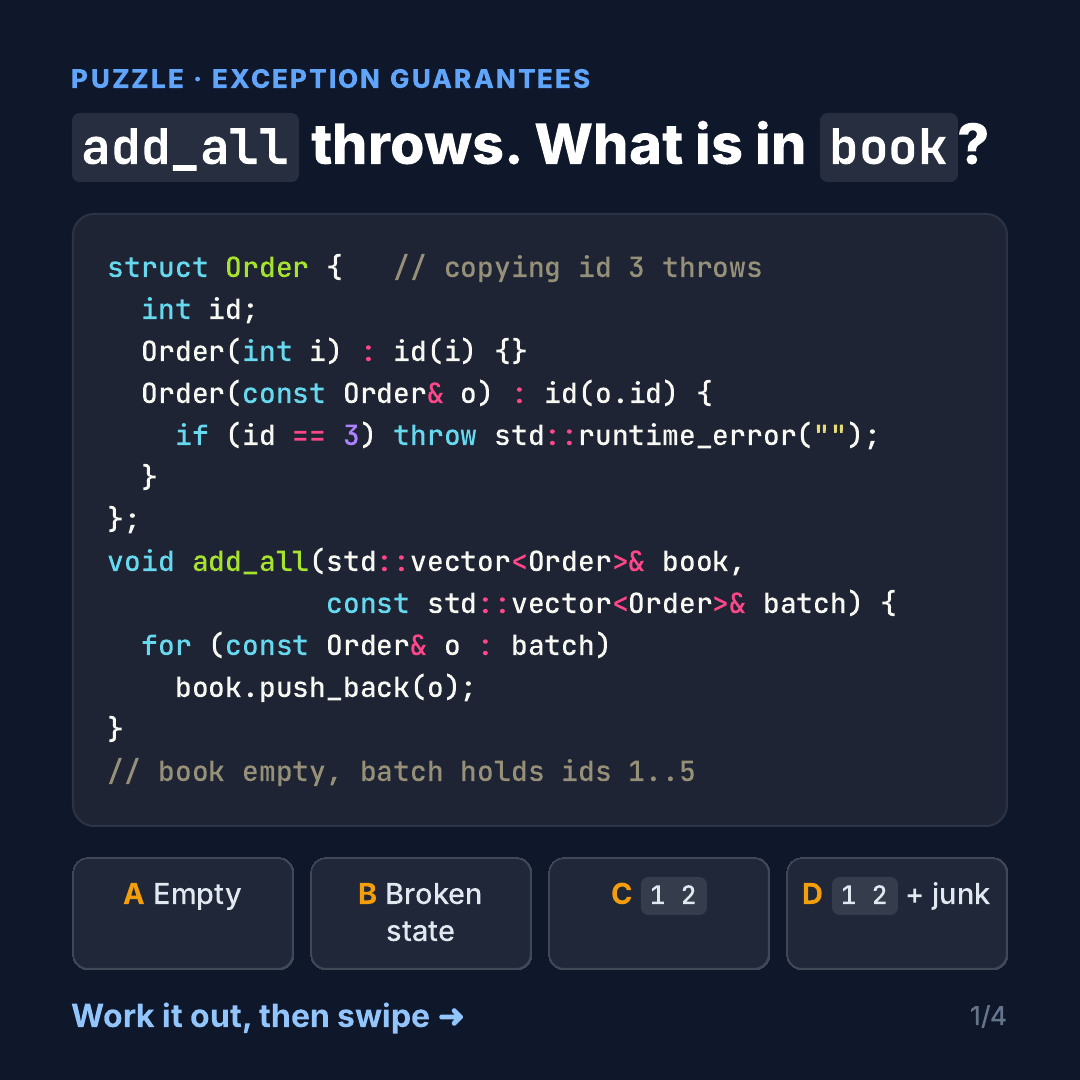 PUZZLE · EXCEPTION GUARANTEES
add_all throws. What is in book?
struct Order {   // copying id 3 throws
  int id;
  Order(int i) : id(i) {}
  Order(const Order& o) : id(o.id) {
    if (id == 3) throw std::runtime_error("");
  }
};
void add_all(std::vector<Order>& book,
             const std::vector<Order>& batch) {
  for (const Order& o : batch)
    book.push_back(o);
}
// book empty, batch holds ids 1..5
A Empty
B Broken
state
C 1 2
D 1 2 + junk
Work it out, then swipe ➜
1/4